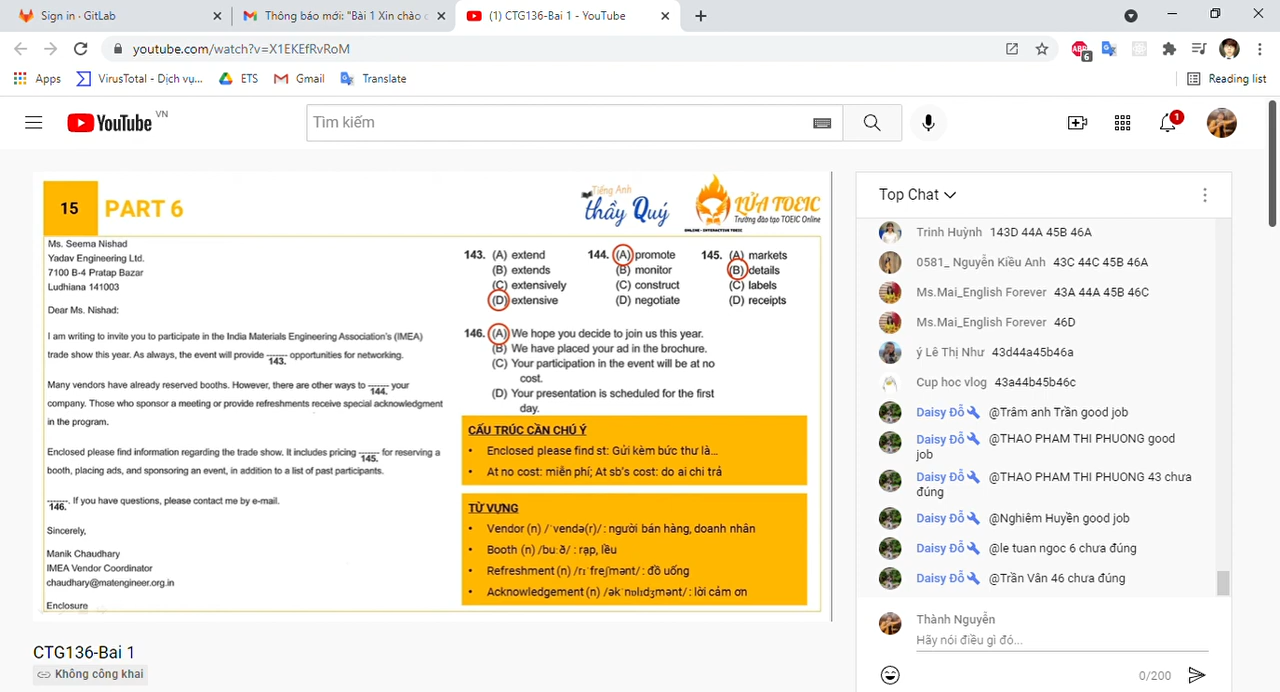 Sign in · GitLab
Thông báo mới: "Bài 1 Xin chào c
(1) CTG136-Bai 1 - YouTube
youtube.com/watch?v=X1EKEfRvRoM
ABP
6
Apps
VirusTotal - Dịch vụ...
ETS
Gmail
Translate
Reading list
YouTube VN
Tìm kiếm
1
15
PART 6
Tiếng Anh
thầy Quý
LỬA TOEIC
Trường đào tạo TOEIC Online
ONLINE - INTERACTIVE TOEIC
Ms. Seema Nishad
Yadav Engineering Ltd.
7100 B-4 Pratap Bazar
Ludhiana 141003
Dear Ms. Nishad:
I am writing to invite you to participate in the India Materials Engineering Association's (IMEA)
trade show this year. As always, the event will provide ------- opportunities for networking.
143.
Many vendors have already reserved booths. However, there are other ways to ------- your
144.
company. Those who sponsor a meeting or provide refreshments receive special acknowledgment
in the program.
Enclosed please find information regarding the trade show. It includes pricing ------- for reserving a
145.
booth, placing ads, and sponsoring an event, in addition to a list of past participants.
-------. If you have questions, please contact me by e-mail.
146.
Sincerely,
Manik Chaudhary
IMEA Vendor Coordinator
chaudhary@matengineer.org.in
Enclosure
143. (A) extend
(B) extends
(C) extensively
(D) extensive
144. (A) promote
(B) monitor
(C) construct
(D) negotiate
145. (A) markets
(B) details
(C) labels
(D) receipts
146. (A) We hope you decide to join us this year.
(B) We have placed your ad in the brochure.
(C) Your participation in the event will be at no
cost.
(D) Your presentation is scheduled for the first
day.
CẤU TRÚC CẦN CHÚ Ý
• Enclosed please find st: Gửi kèm bức thư là...
• At no cost: miễn phí; At sb's cost: do ai chi trả
TỪ VỰNG
• Vendor (n) /ˈvendə(r)/ : người bán hàng, doanh nhân
• Booth (n) /buːð/ : rạp, lều
• Refreshment (n) /rɪˈfreʃmənt/ : đồ uống
• Acknowledgement (n) /əkˈnɒlɪdʒmənt/ : lời cảm ơn
CTG136-Bai 1
Không công khai
Top Chat
Trinh Huỳnh 143D 44A 45B 46A
0581_ Nguyễn Kiều Anh 43C 44C 45B 46A
Ms.Mai_English Forever 43A 44A 45B 46C
Ms.Mai_English Forever 46D
ý Lê Thị Như 43d44a45b46a
Cup hoc vlog 43a44b45b46c
Daisy Đỗ @Trâm anh Trần good job
Daisy Đỗ @THAO PHAM THI PHUONG good
job
Daisy Đỗ @THAO PHAM THI PHUONG 43 chưa
đúng
Daisy Đỗ @Nghiêm Huyền good job
Daisy Đỗ @le tuan ngoc 6 chưa đúng
Daisy Đỗ @Trần Vân 46 chưa đúng
Thành Nguyễn
Hãy nói điều gì đó...
0/200